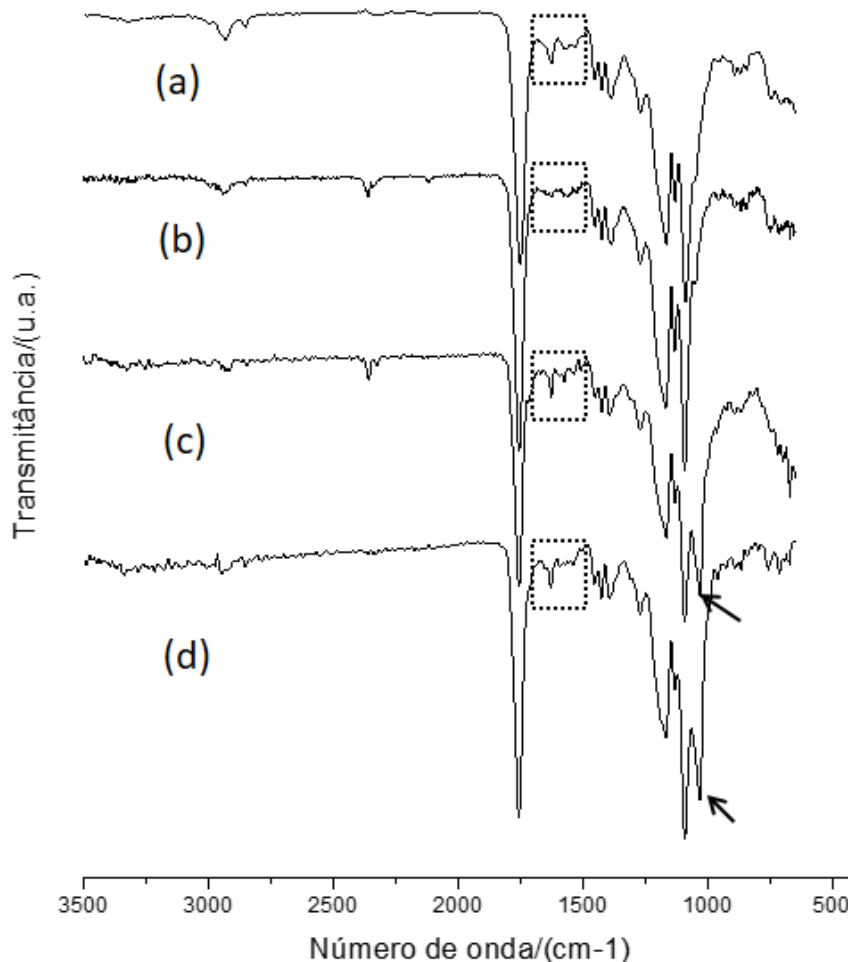 (a)
(b)
(c)
(d)
Transmitância/(u.a.)
3500 3000 2500 2000 1500 1000 500
Número de onda/(cm-1)